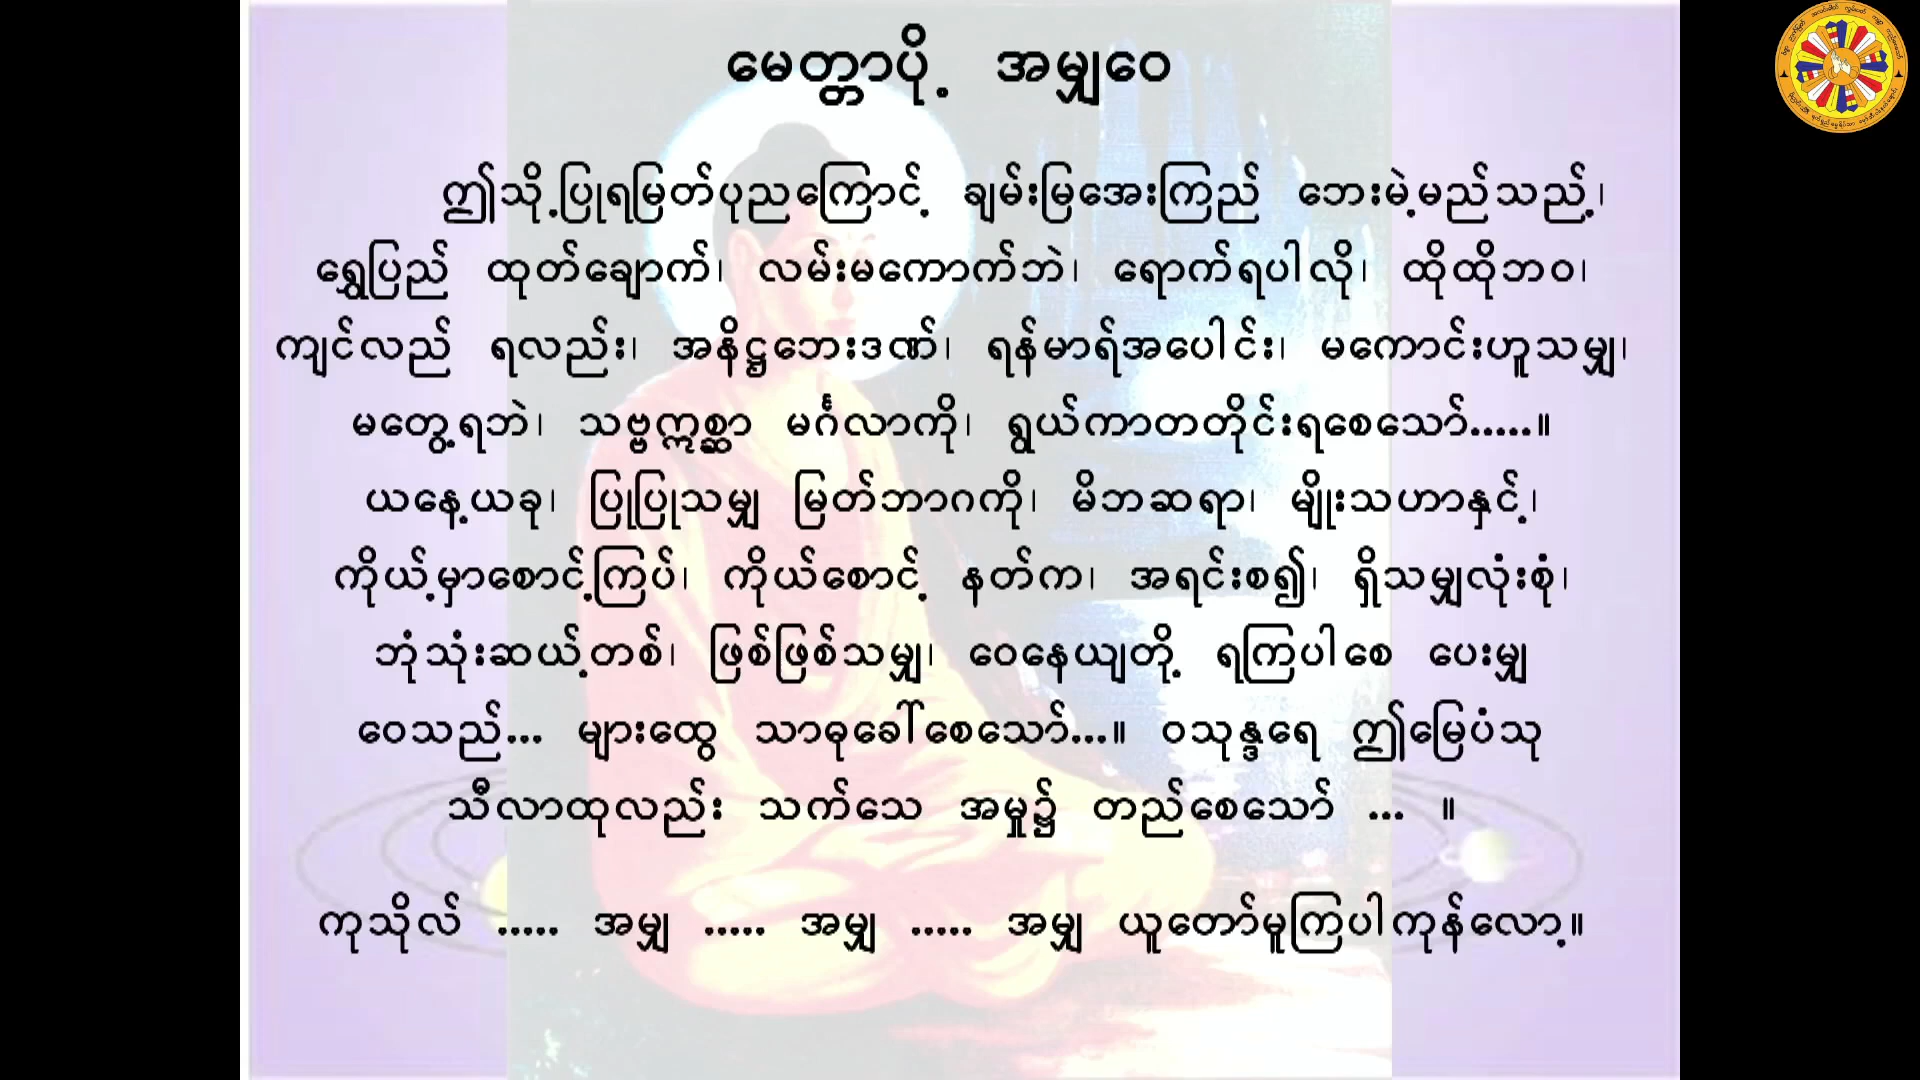 မေတ္တာပို့ အမျှဝေ
ဤသို့ပြုရမြတ်ပုညကြောင့် ချမ်းမြအေးကြည် ဘေးမဲ့မည်သည့်၊
ရွှေပြည် ထုတ်ချောက်၊ လမ်းမကောက်ဘဲ၊ ရောက်ရပါလို၊ ထိုထိုဘဝ၊
ကျင်လည် ရလည်း၊ အနိဋ္ဌဘေးဒဏ်၊ ရန်မာရ်အပေါင်း၊ မကောင်းဟူသမျှ၊
မတွေ့ရဘဲ၊ သဗ္ဗဣစ္ဆာ မင်္ဂလာကို၊ ရွယ်ကာတတိုင်းရစေသော်.....။
ယနေ့ယခု၊ ပြုပြုသမျှ မြတ်ဘာဂကို၊ မိဘဆရာ၊ မျိုးသဟာနှင့်၊
ကိုယ့်မှာစောင့်ကြပ်၊ ကိုယ်စောင့် နတ်က၊ အရင်းစ၍၊ ရှိသမျှလုံးစုံ၊
ဘုံသုံးဆယ့်တစ်၊ ဖြစ်ဖြစ်သမျှ၊ ဝေနေယျတို့ ရကြပါစေ ပေးမျှ
ဝေသည်... များထွေ သာဓုခေါ်စေသော်...။ ဝသုန္ဒရေ ဤမြေပံသု
သီလာထုလည်း သက်သေ အမှု၌ တည်စေသော် ... ။
ကုသိုလ် ..... အမျှ ..... အမျှ ..... အမျှ ယူတော်မူကြပါကုန်လော့။